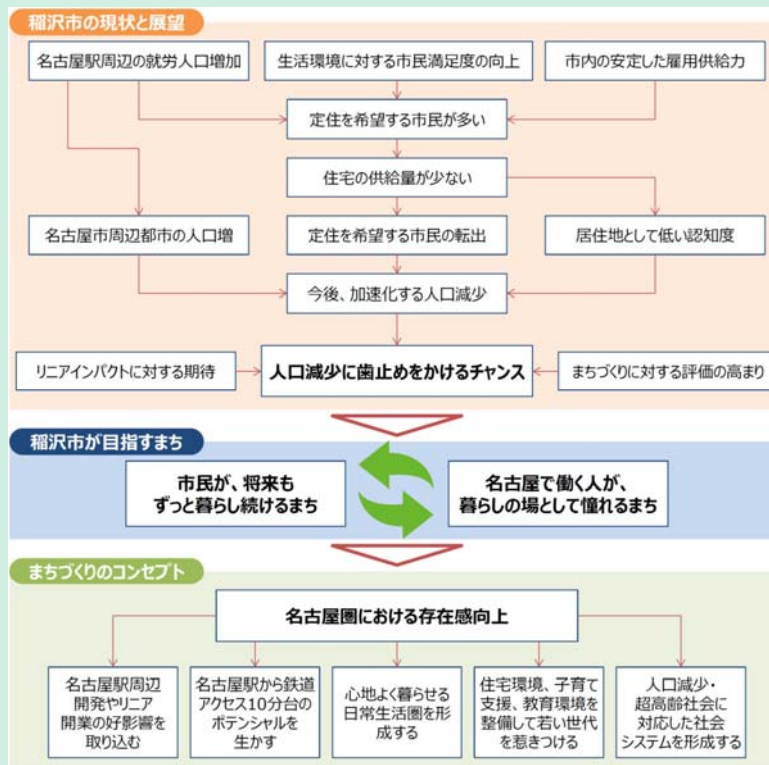 稲沢市の現状と展望
名古屋駅周辺の就労人口増加
生活環境に対する市民満足度の向上
市内の安定した雇用供給力
定住を希望する市民が多い
住宅の供給量が少ない
名古屋市周辺都市の人口増
定住を希望する市民の転出
居住地として低い認知度
今後、加速化する人口減少
リニアインパクトに対する期待
人口減少に歯止めをかけるチャンス
まちづくりに対する評価の高まり
稲沢市が目指すまち
市民が、将来も
ずっと暮らし続けるまち
名古屋で働く人が、
暮らしの場として憧れるまち
まちづくりのコンセプト
名古屋圏における存在感向上
名古屋駅周辺
開発やリニア
開業の好影響を
取り込む
名古屋駅から鉄道
アクセス10分台の
ポテンシャルを
生かす
心地よく暮らせる
日常生活圏を
形成する
住宅環境、子育て
支援、教育環境を
整備して若い世代
を惹きつける
人口減少・
超高齢社会に
対応した社会
システムを形成する